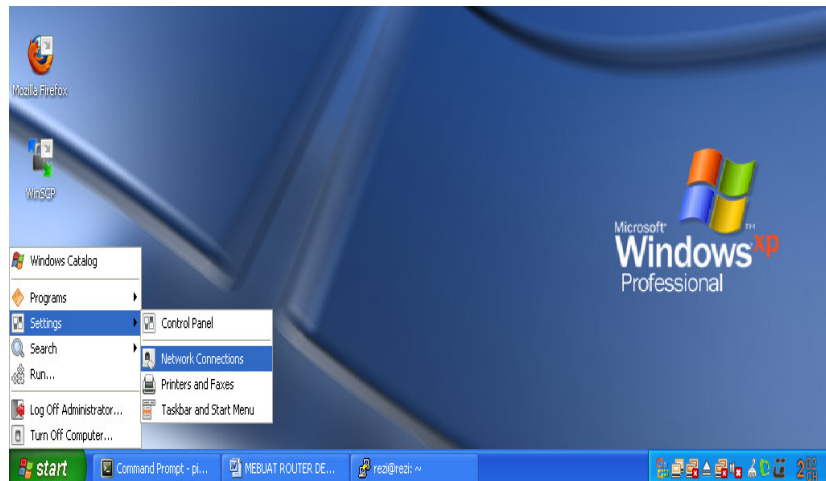 Mozilla Firefox
WinSCP
Microsoft
Windows xp
TM
Professional
Windows Catalog
Programs
Settings
Search
Run...
Log Off Administrator...
Turn Off Computer...
Control Panel
Network Connections
Printers and Faxes
Taskbar and Start Menu
start
Command Prompt - pi...
MEBUAT ROUTER DE...
rezi@rezi: ~